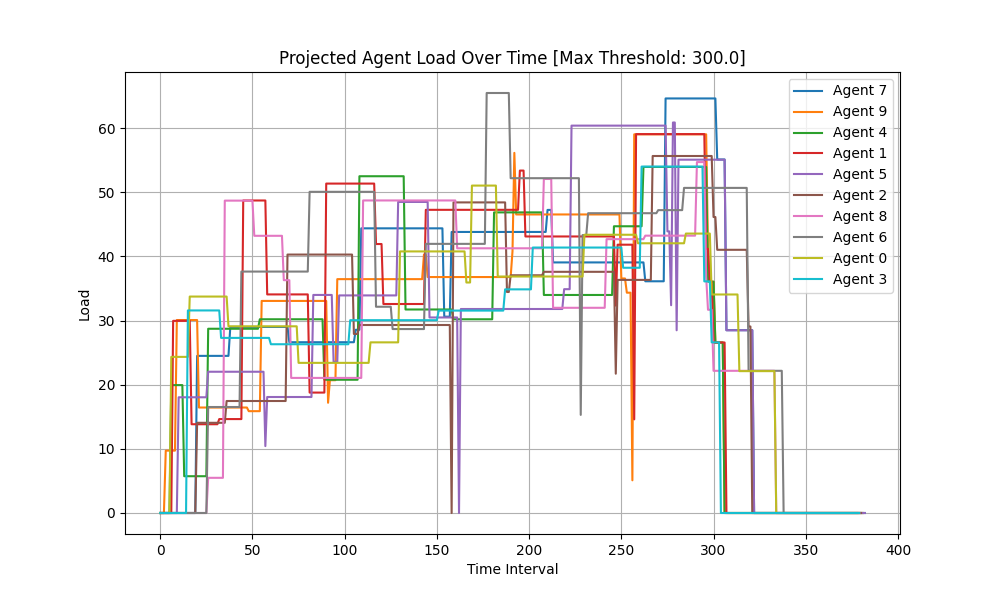 Projected Agent Load Over Time [Max Threshold: 300.0]
Load
60
50
40
30
20
10
0
0 50 100 150 200 250 300 350 400
Time Interval
Agent 7
Agent 9
Agent 4
Agent 1
Agent 5
Agent 2
Agent 8
Agent 6
Agent 0
Agent 3